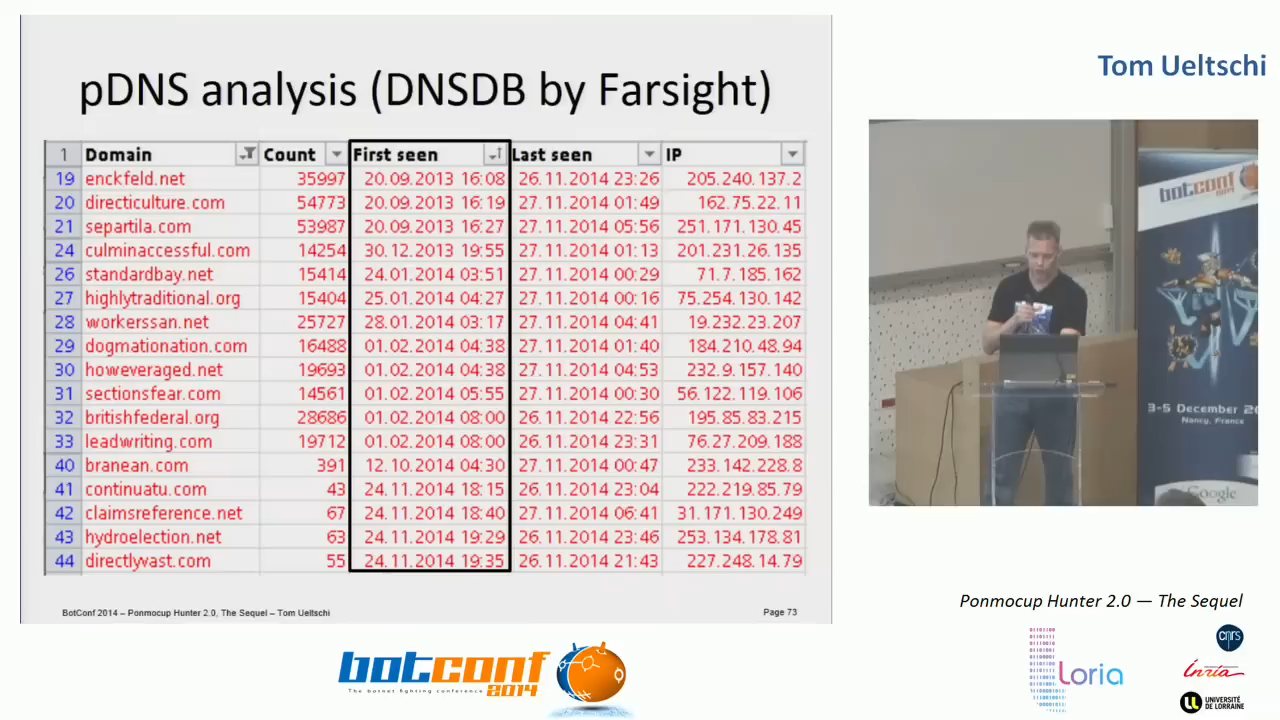 pDNS analysis (DNSDB by Farsight)
Tom Ueltschi
1 Domain Count First seen Last seen IP
19 enckfeld.net 35997 20.09.2013 16:08 26.11.2014 23:26 205.240.137.2
20 directiculture.com 54773 20.09.2013 16:19 27.11.2014 01:49 162.75.22.11
21 separtila.com 53987 20.09.2013 16:27 27.11.2014 05:56 251.171.130.45
24 culminaccessful.com 14254 30.12.2013 19:55 27.11.2014 01:13 201.231.26.135
26 standardbay.net 15414 24.01.2014 03:51 27.11.2014 00:29 71.7.185.162
27 highlytraditional.org 15404 25.01.2014 04:27 27.11.2014 00:16 75.254.130.142
28 workerssan.net 25727 28.01.2014 03:17 27.11.2014 04:41 19.232.23.207
29 dogmationation.com 16488 01.02.2014 04:38 27.11.2014 01:40 184.210.48.94
30 howeveraged.net 19693 01.02.2014 04:38 27.11.2014 04:53 232.9.157.140
31 sectionsfear.com 14561 01.02.2014 05:55 27.11.2014 00:30 56.122.119.106
32 britishfederal.org 28686 01.02.2014 08:00 26.11.2014 22:56 195.85.83.215
33 leadwriting.com 19712 01.02.2014 08:00 26.11.2014 23:31 76.27.209.188
40 branean.com 391 12.10.2014 04:30 27.11.2014 00:47 233.142.228.8
41 continuatu.com 43 24.11.2014 18:15 26.11.2014 23:04 222.219.85.79
42 claimsreference.net 67 24.11.2014 18:40 27.11.2014 06:41 31.171.130.249
43 hydroelection.net 63 24.11.2014 19:29 26.11.2014 23:46 253.134.178.81
44 directlyvast.com 55 24.11.2014 19:35 26.11.2014 21:43 227.248.14.79
BotConf 2014 – Ponmocup Hunter 2.0, The Sequel – Tom Ueltschi
Page 73
botconf
3-5 December 20
Nancy, France
Google
Ponmocup Hunter 2.0 — The Sequel
botconf
The botnet fighting conference 2014
Loria
cnrs
Inria
UNIVERSITÉ
DE LORRAINE